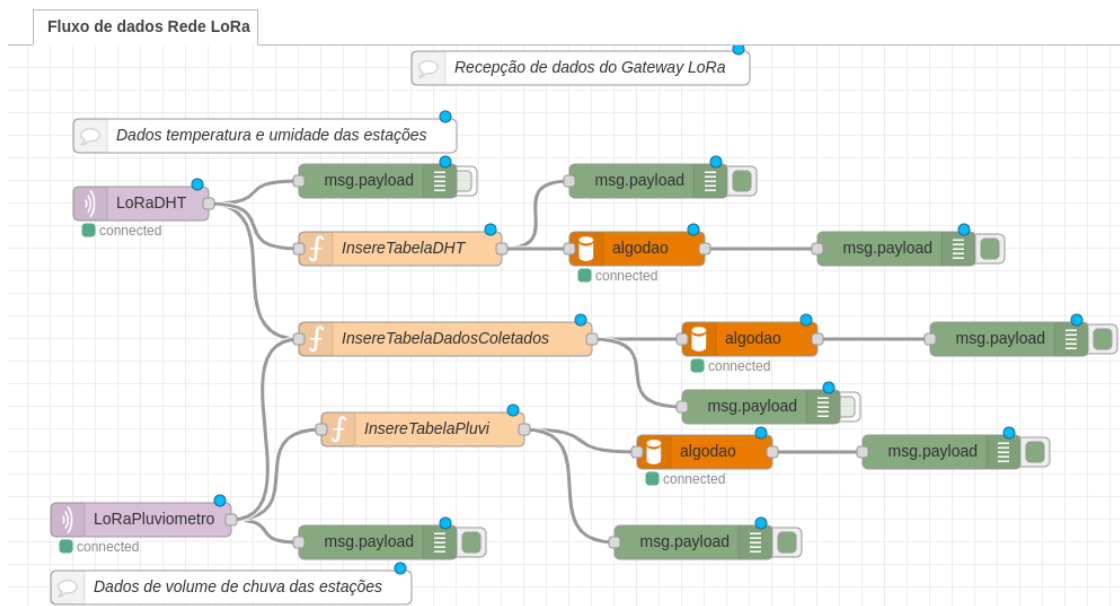 Fluxo de dados Rede LoRa
Recepção de dados do Gateway LoRa
Dados temperatura e umidade das estações
msg.payload
msg.payload
LoRaDHT
connected
InsereTabelaDHT
algodao
msg.payload
connected
InsereTabelaDadosColetados
algodao
msg.payload
connected
msg.payload
InsereTabelaPluvi
algodao
msg.payload
connected
LoRaPluviometro
connected
msg.payload
msg.payload
Dados de volume de chuva das estações